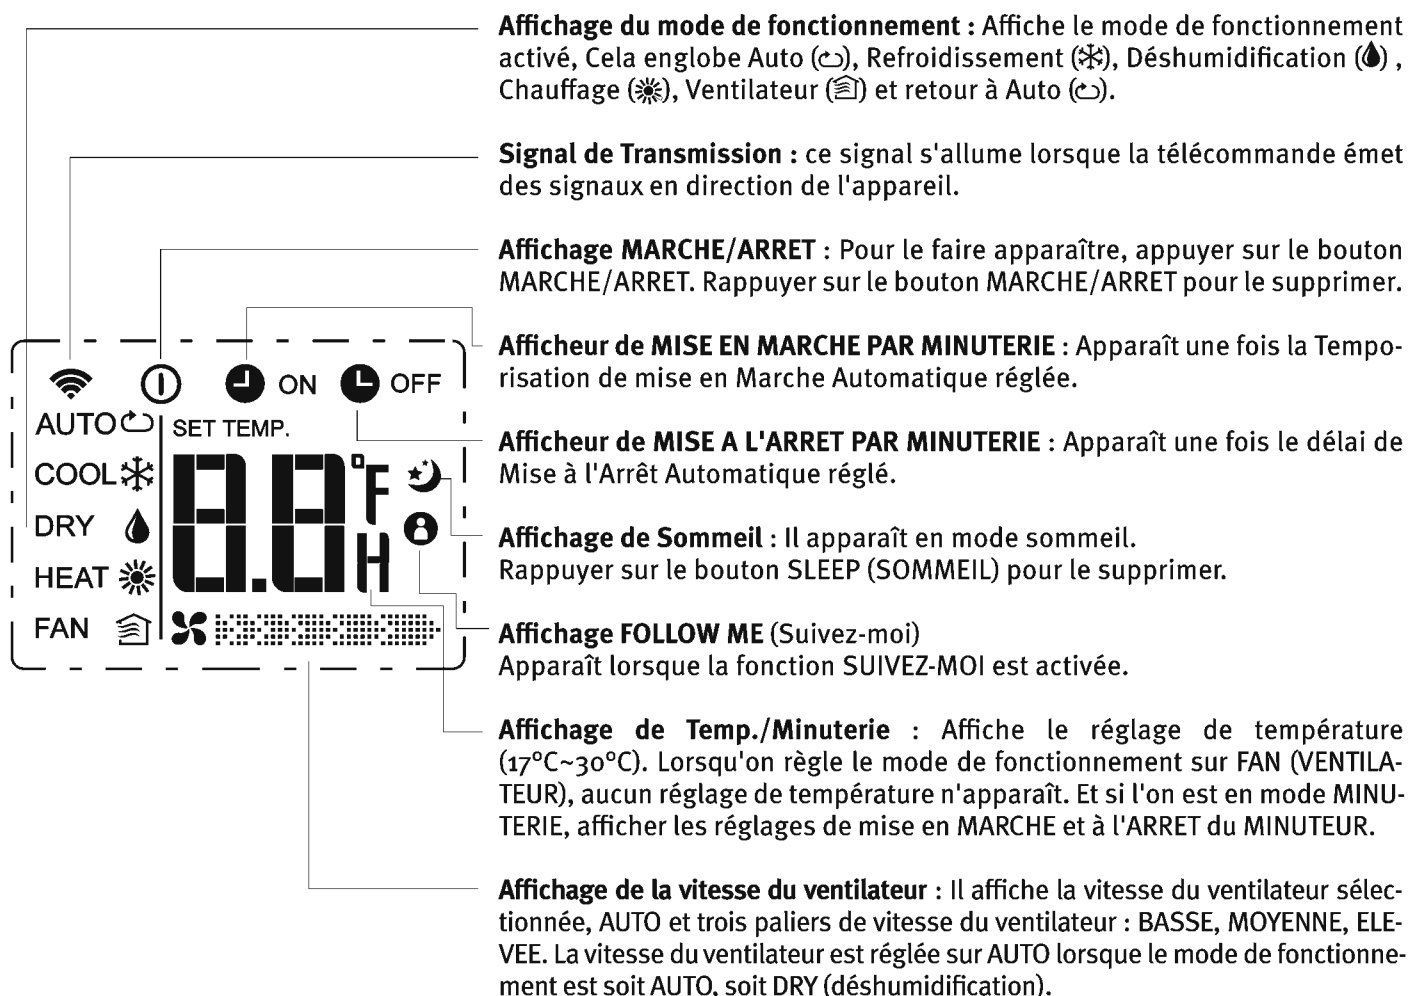 Affichage du mode de fonctionnement : Affiche le mode de fonctionnement
activé, Cela englobe Auto (), Refroidissement (), Déshumidification () ,
Chauffage (), Ventilateur () et retour à Auto ().
Signal de Transmission : ce signal s'allume lorsque la télécommande émet
des signaux en direction de l'appareil.
Affichage MARCHE/ARRET : Pour le faire apparaître, appuyer sur le bouton
MARCHE/ARRET. Rappuyer sur le bouton MARCHE/ARRET pour le supprimer.
Afficheur de MISE EN MARCHE PAR MINUTERIE : Apparaît une fois la Tempo-
risation de mise en Marche Automatique réglée.
Afficheur de MISE A L'ARRET PAR MINUTERIE : Apparaît une fois le délai de
Mise à l'Arrêt Automatique réglé.
Affichage de Sommeil : Il apparaît en mode sommeil.
Rappuyer sur le bouton SLEEP (SOMMEIL) pour le supprimer.
Affichage FOLLOW ME (Suivez-moi)
Apparaît lorsque la fonction SUIVEZ-MOI est activée.
Affichage de Temp./Minuterie : Affiche le réglage de température
(17°C~30°C). Lorsqu'on règle le mode de fonctionnement sur FAN (VENTILA-
TEUR), aucun réglage de température n'apparaît. Et si l'on est en mode MINU-
TERIE, afficher les réglages de mise en MARCHE et à l'ARRET du MINUTEUR.
Affichage de la vitesse du ventilateur : Il affiche la vitesse du ventilateur sélec-
tionnée, AUTO et trois paliers de vitesse du ventilateur : BASSE, MOYENNE, ELE-
VEE. La vitesse du ventilateur est réglée sur AUTO lorsque le mode de fonctionne-
ment est soit AUTO, soit DRY (déshumidification).
ON OFF
AUTO
SET TEMP.
COOL
DRY
HEAT
FAN
8.8 °F
H